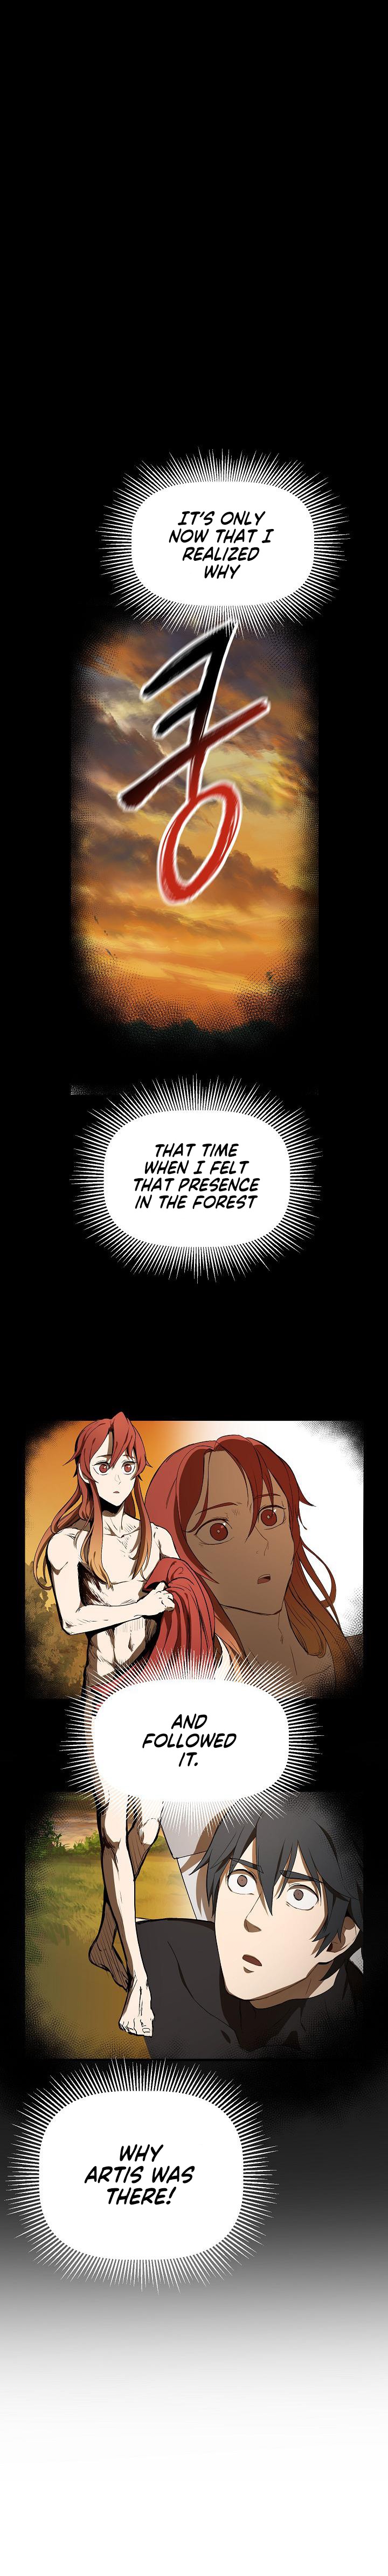 IT'S ONLY
NOW THAT I
REALIZED
WHY
쿵
THAT TIME
WHEN I FELT
THAT PRESENCE
IN THE FOREST
AND
FOLLOWED
IT.
WHY
ARTIS WAS
THERE!